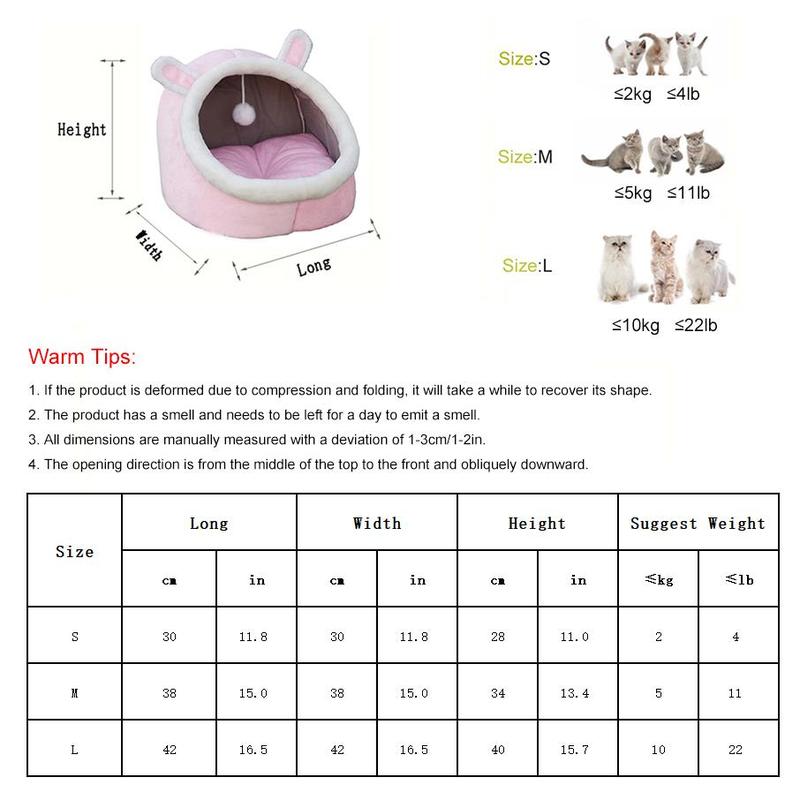 Height
Width
Long
Size:S
≤2kg ≤4lb
Size:M
≤5kg ≤11lb
Size:L
≤10kg ≤22lb
Warm Tips:
1. If the product is deformed due to compression and folding, it will take a while to recover its shape.
2. The product has a smell and needs to be left for a day to emit a smell.
3. All dimensions are manually measured with a deviation of 1-3cm/1-2in.
4. The opening direction is from the middle of the top to the front and obliquely downward.
Size Long Width Height Suggest Weight
cm in cm in cm in ≤kg ≤lb
S 30 11.8 30 11.8 28 11.0 2 4
M 38 15.0 38 15.0 34 13.4 5 11
L 42 16.5 42 16.5 40 15.7 10 22